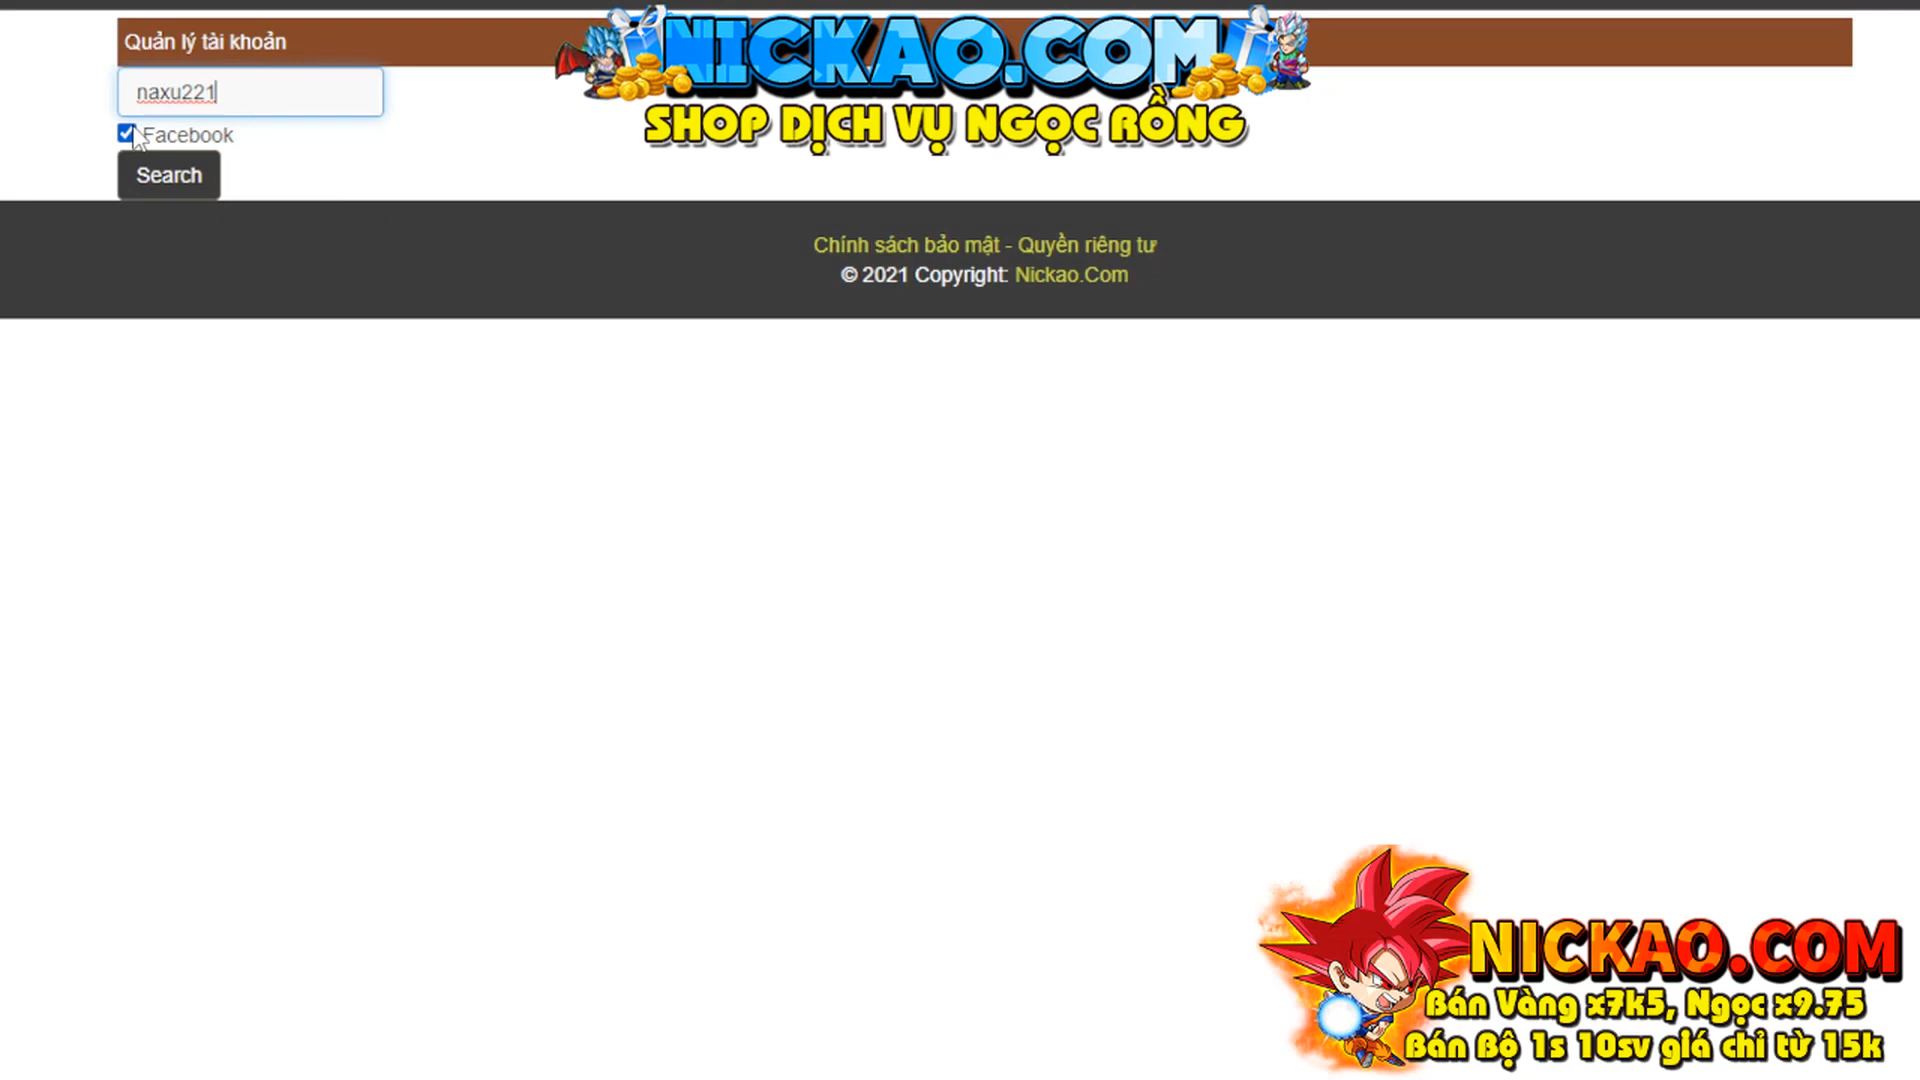 Quản lý tài khoản
NICKAO.COM
SHOP DỊCH VỤ NGỌC RỒNG
naxu221
Facebook
Search
Chính sách bảo mật - Quyền riêng tư
© 2021 Copyright: Nickao.Com
NICKAO.COM
Bán Vàng x7k5, Ngọc x9.75
Bán Bộ 1s 10sv giá chỉ từ 15k